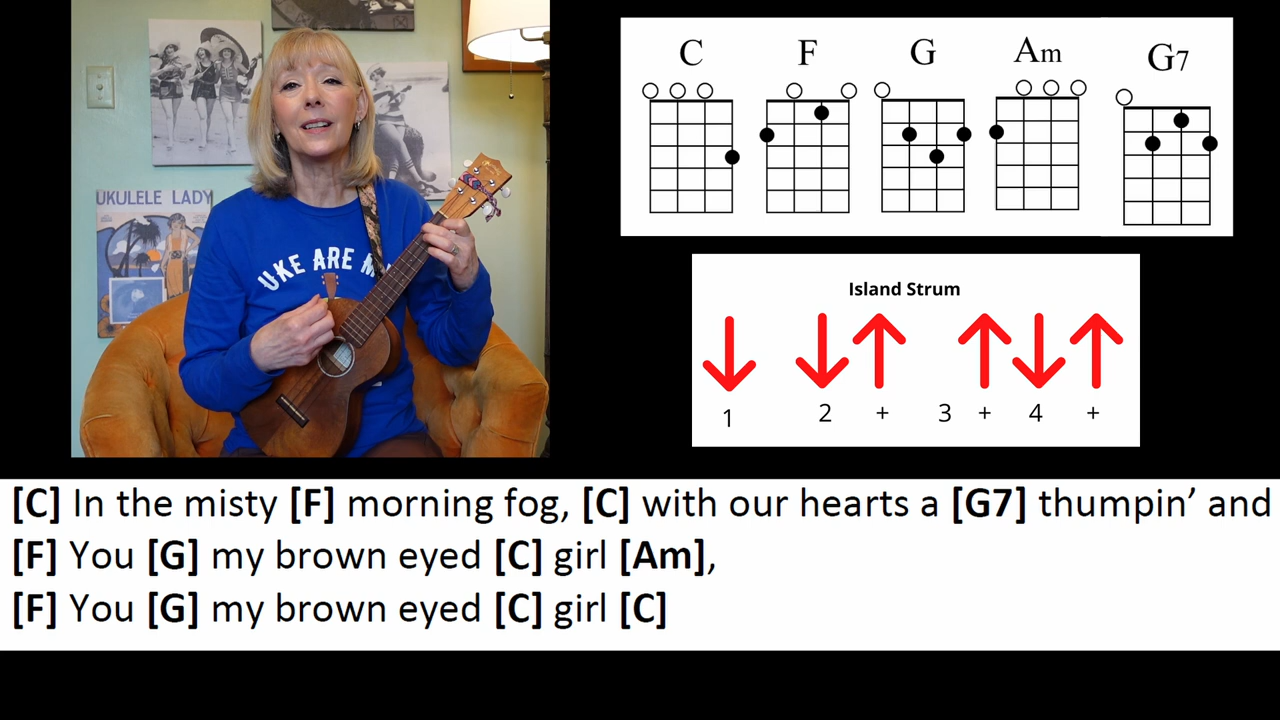 C F G Am G7
UKULELE LADY
UKE ARE M
Island Strum
1 2 + 3 + 4 +
[C] In the misty [F] morning fog, [C] with our hearts a [G7] thumpin’ and
[F] You [G] my brown eyed [C] girl [Am],
[F] You [G] my brown eyed [C] girl [C]